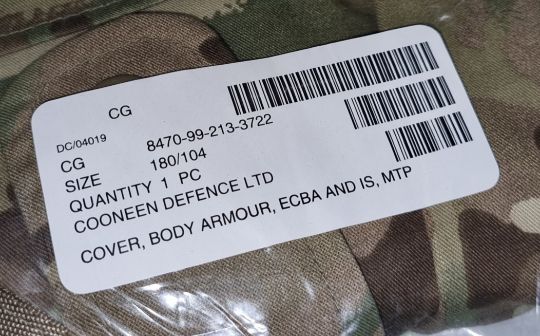 CG
DC/04019
CG 8470-99-213-3722
SIZE 180/104
QUANTITY 1 PC
COONEEN DEFENCE LTD
COVER, BODY ARMOUR, ECBA AND IS, MTP